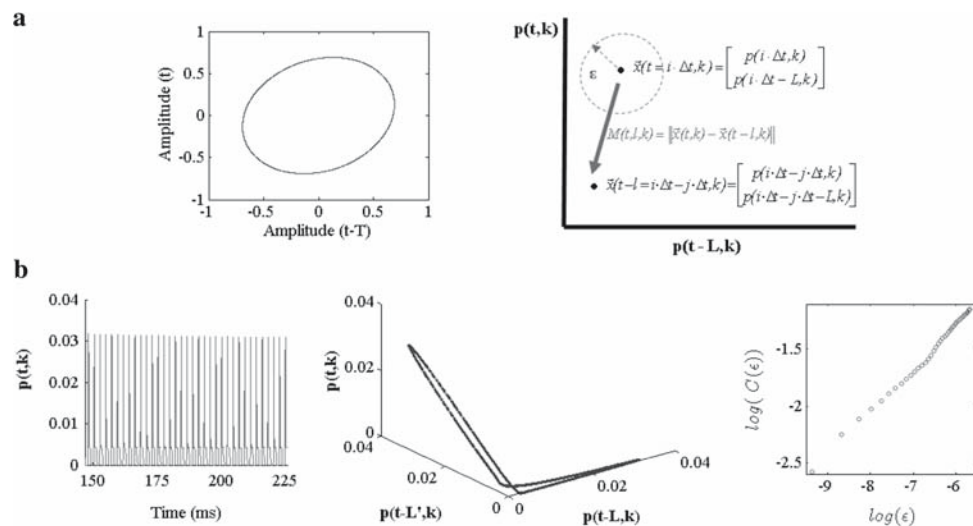 a
1
0.5
0
-0.5
-1
Amplitude (t)
-1 -0.5 0 0.5 1
Amplitude (t-T)
p(t,k)
ε
x⃗(t = i · Δt,k) = [p(i · Δt,k)
p(i · Δt - L,k)]
M(t,l,k) = ‖x⃗(t,k) - x⃗(t - l,k)‖
x⃗(t-l = i·Δt - j·Δt,k) = [p(i·Δt - j·Δt,k)
p(i·Δt - j·Δt - L,k)]
p(t-L,k)
b
0.04
0.03
0.02
0.01
0
p(t,k)
150 175 200 225
Time (ms)
0.04
0.02
0
p(t,k)
0.04
0.02
0
p(t-L',k)
0
0.02
0.04
p(t-L,k)
-1.5
-2
-2.5
log( C(ϵ))
-9 -8 -7 -6
log(ϵ)